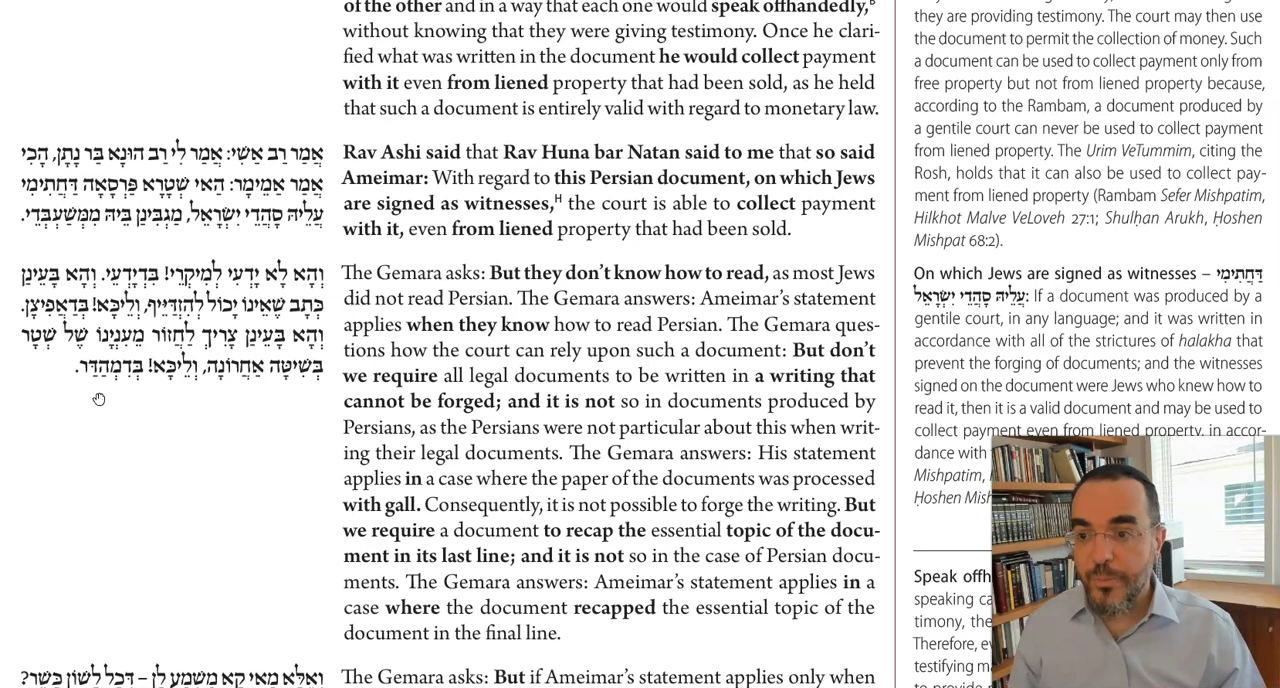 of the other and in a way that each one would speak offhandedly,ᴮ
without knowing that they were giving testimony. Once he clari-
fied what was written in the document he would collect payment
with it even from liened property that had been sold, as he held
that such a document is entirely valid with regard to monetary law.
אֲמַר רַב אַשִׁי: אֲמַר לִי רַב הוּנָא בַּר נָתָן, הָכִי
אֲמַר אַמֵימָר: הַאי שְׁטָרָא פַּרְסָאָה דַּחֲתִימִי
עֲלֵיהּ סָהֲדֵי יִשְׂרָאֵל, מַגְבִּינַן בֵּיהּ מִמְּשַׁעְבְּדֵי.
Rav Ashi said that Rav Huna bar Natan said to me that so said
Ameimar: With regard to this Persian document, on which Jews
are signed as witnesses,ᴴ the court is able to collect payment
with it, even from liened property that had been sold.
וְהָא לָא יָדְעִי לְמִיקְרֵי! בִּדְיָדְעִי. וְהָא בָּעֵינַן
כְּתָב שֶׁאֵינוֹ יָכוֹל לְהִזְדַּיֵּיף, וְלֵיכָּא! בִּדְאַפִיצָן.
וְהָא בָּעֵינַן צָרִיךְ לַחֲזוֹר מֵעִנְיָנוֹ שֶׁל שְׁטָר
בְּשִׁיטָּה אַחֲרוֹנָה, וְלֵיכָּא! בִּדְמְהַדַּר.
The Gemara asks: But they don’t know how to read, as most Jews
did not read Persian. The Gemara answers: Ameimar’s statement
applies when they know how to read Persian. The Gemara ques-
tions how the court can rely upon such a document: But don’t
we require all legal documents to be written in a writing that
cannot be forged; and it is not so in documents produced by
Persians, as the Persians were not particular about this when writ-
ing their legal documents. The Gemara answers: His statement
applies in a case where the paper of the documents was processed
with gall. Consequently, it is not possible to forge the writing. But
we require a document to recap the essential topic of the docu-
ment in its last line; and it is not so in the case of Persian docu-
ments. The Gemara answers: Ameimar’s statement applies in a
case where the document recapped the essential topic of the
document in the final line.
וְאֶלָּא מַאי קָא מַשְׁמַע לַן – דְּכָל לָשׁוֹן כָּשֵׁר?
The Gemara asks: But if Ameimar’s statement applies only when
they are providing testimony. The court may then use
the document to permit the collection of money. Such
a document can be used to collect payment only from
free property but not from liened property because,
according to the Rambam, a document produced by
a gentile court can never be used to collect payment
from liened property. The Urim VeTummim, citing the
Rosh, holds that it can also be used to collect pay-
ment from liened property (Rambam Sefer Mishpatim,
Hilkhot Malve VeLoveh 27:1; Shulḥan Arukh, Ḥoshen
Mishpat 68:2).
On which Jews are signed as witnesses – דַּחֲתִימִי
עֲלֵיהּ סָהֲדֵי יִשְׂרָאֵל: If a document was produced by a
gentile court, in any language; and it was written in
accordance with all of the strictures of halakha that
prevent the forging of documents; and the witnesses
signed on the document were Jews who knew how to
read it, then it is a valid document and may be used to
collect payment even from liened property, in accor-
dance with
Mishpatim,
Ḥoshen Mish
Speak offh
speaking ca
timony, the
Therefore, ev
testifying m
to provide